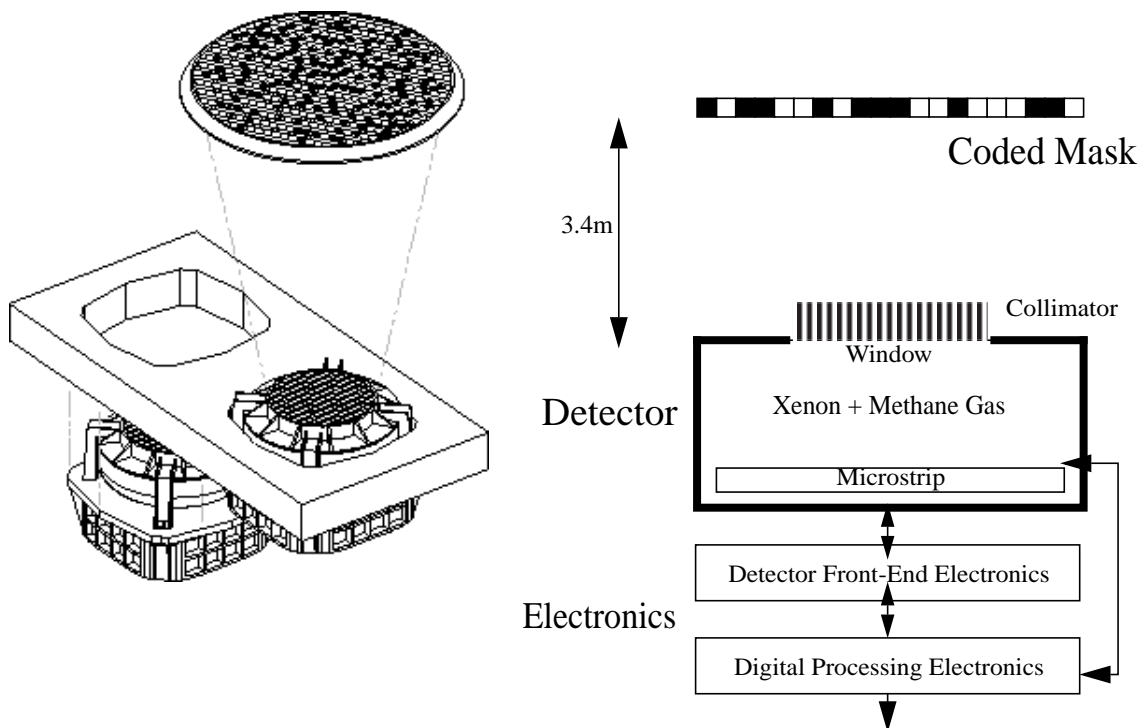 Coded Mask
3.4m
Collimator
Window
Detector
Xenon + Methane Gas
Microstrip
Detector Front-End Electronics
Electronics
Digital Processing Electronics